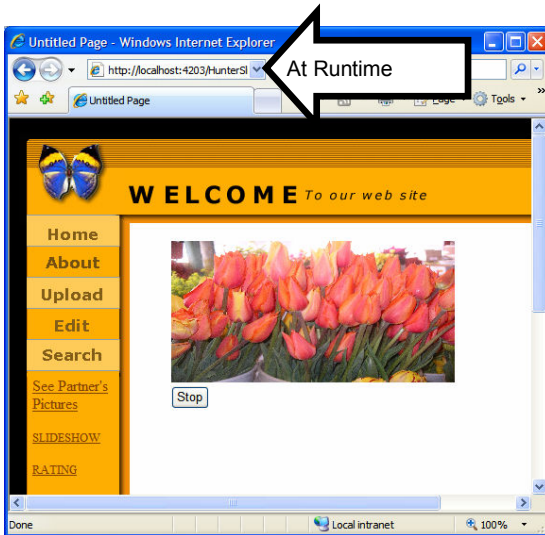 Untitled Page - Windows Internet Explorer
http://localhost:4203/HunterSl
At Runtime
Untitled Page
Page
Tools
WELCOME To our web site
Home
About
Upload
Edit
Search
See Partner's
Pictures
SLIDESHOW
RATING
Stop
Done
Local intranet
100%